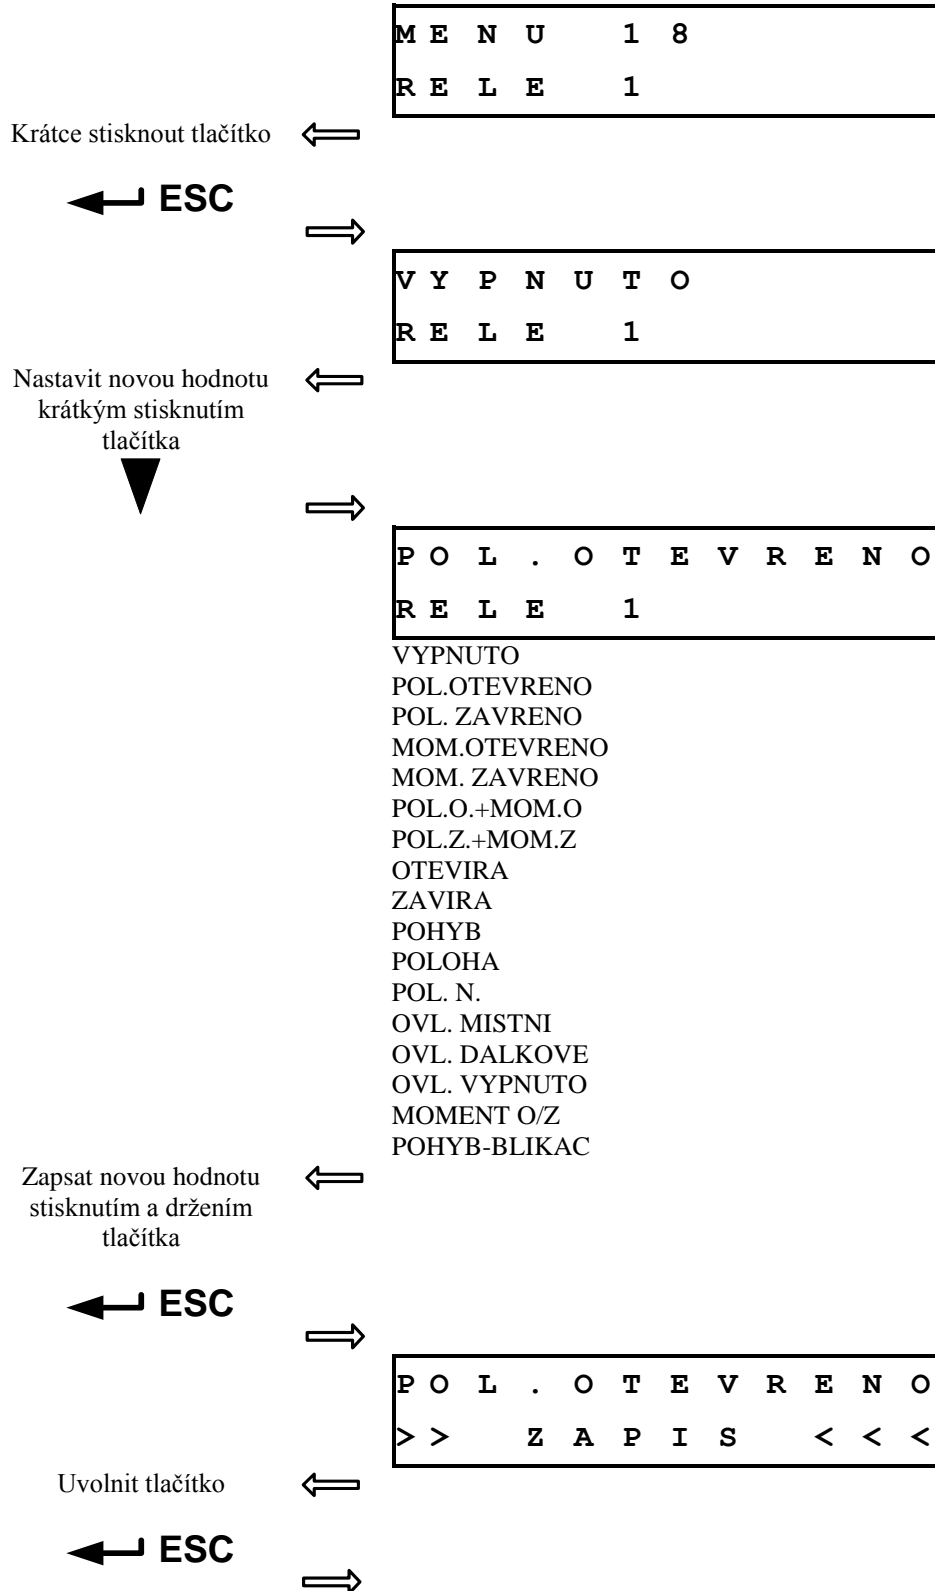 MENU 18
RELE 1
Krátce stisknout tlačítko
ESC
VYPNUTO
RELE 1
Nastavit novou hodnotu
krátkým stisknutím
tlačítka
POL.OTEVRENO
RELE 1
VYPNUTO
POL.OTEVRENO
POL. ZAVRENO
MOM.OTEVRENO
MOM. ZAVRENO
POL.O.+MOM.O
POL.Z.+MOM.Z
OTEVIRA
ZAVIRA
POHYB
POLOHA
POL. N.
OVL. MISTNI
OVL. DALKOVE
OVL. VYPNUTO
MOMENT O/Z
POHYB-BLIKAC
Zapsat novou hodnotu
stisknutím a držením
tlačítka
ESC
POL.OTEVRENO
>> ZAPIS <<<
Uvolnit tlačítko
ESC